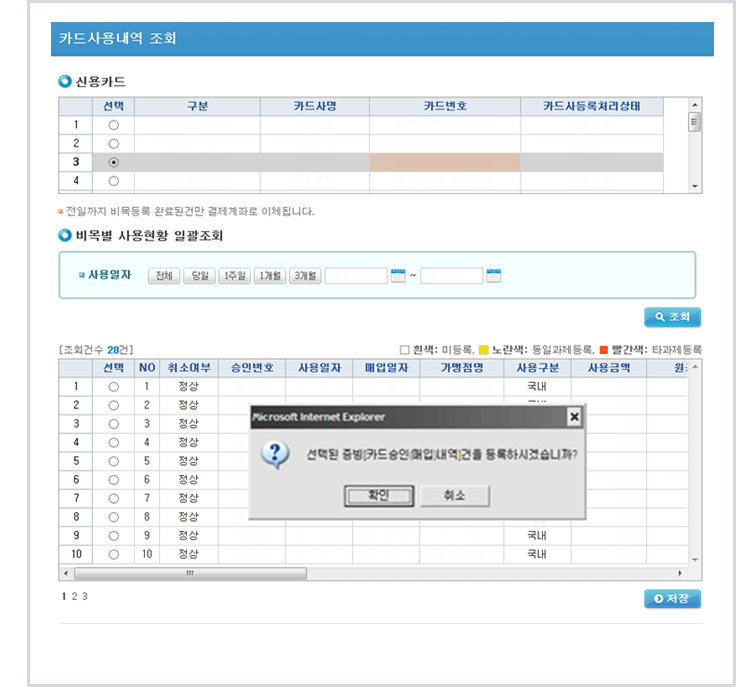 카드사용내역 조회
신용카드
선택 구분 카드사명 카드번호 카드사등록처리상태
1
2
3
4
전일까지 비목등록 완료된건만 결제계좌로 이체됩니다.
비목별 사용현황 일괄조회
사용일자 전체 당일 1주일 1개월 3개월 ~
조회
[조회건수 28건] 흰색: 미등록, 노란색: 동일과제등록, 빨간색: 타과제등록
선택 NO 취소여부 승인번호 사용일자 매입일자 가맹점명 사용구분 사용금액
1 1 정상 국내
2 2 정상
3 3 정상
4 4 정상
5 5 정상
6 6 정상
7 7 정상
8 8 정상
9 9 정상 국내
10 10 정상 국내
Microsoft Internet Explorer
선택된 증빙[카드승인(매입)내역]건을 등록하시겠습니까?
확인 취소
1 2 3
저장